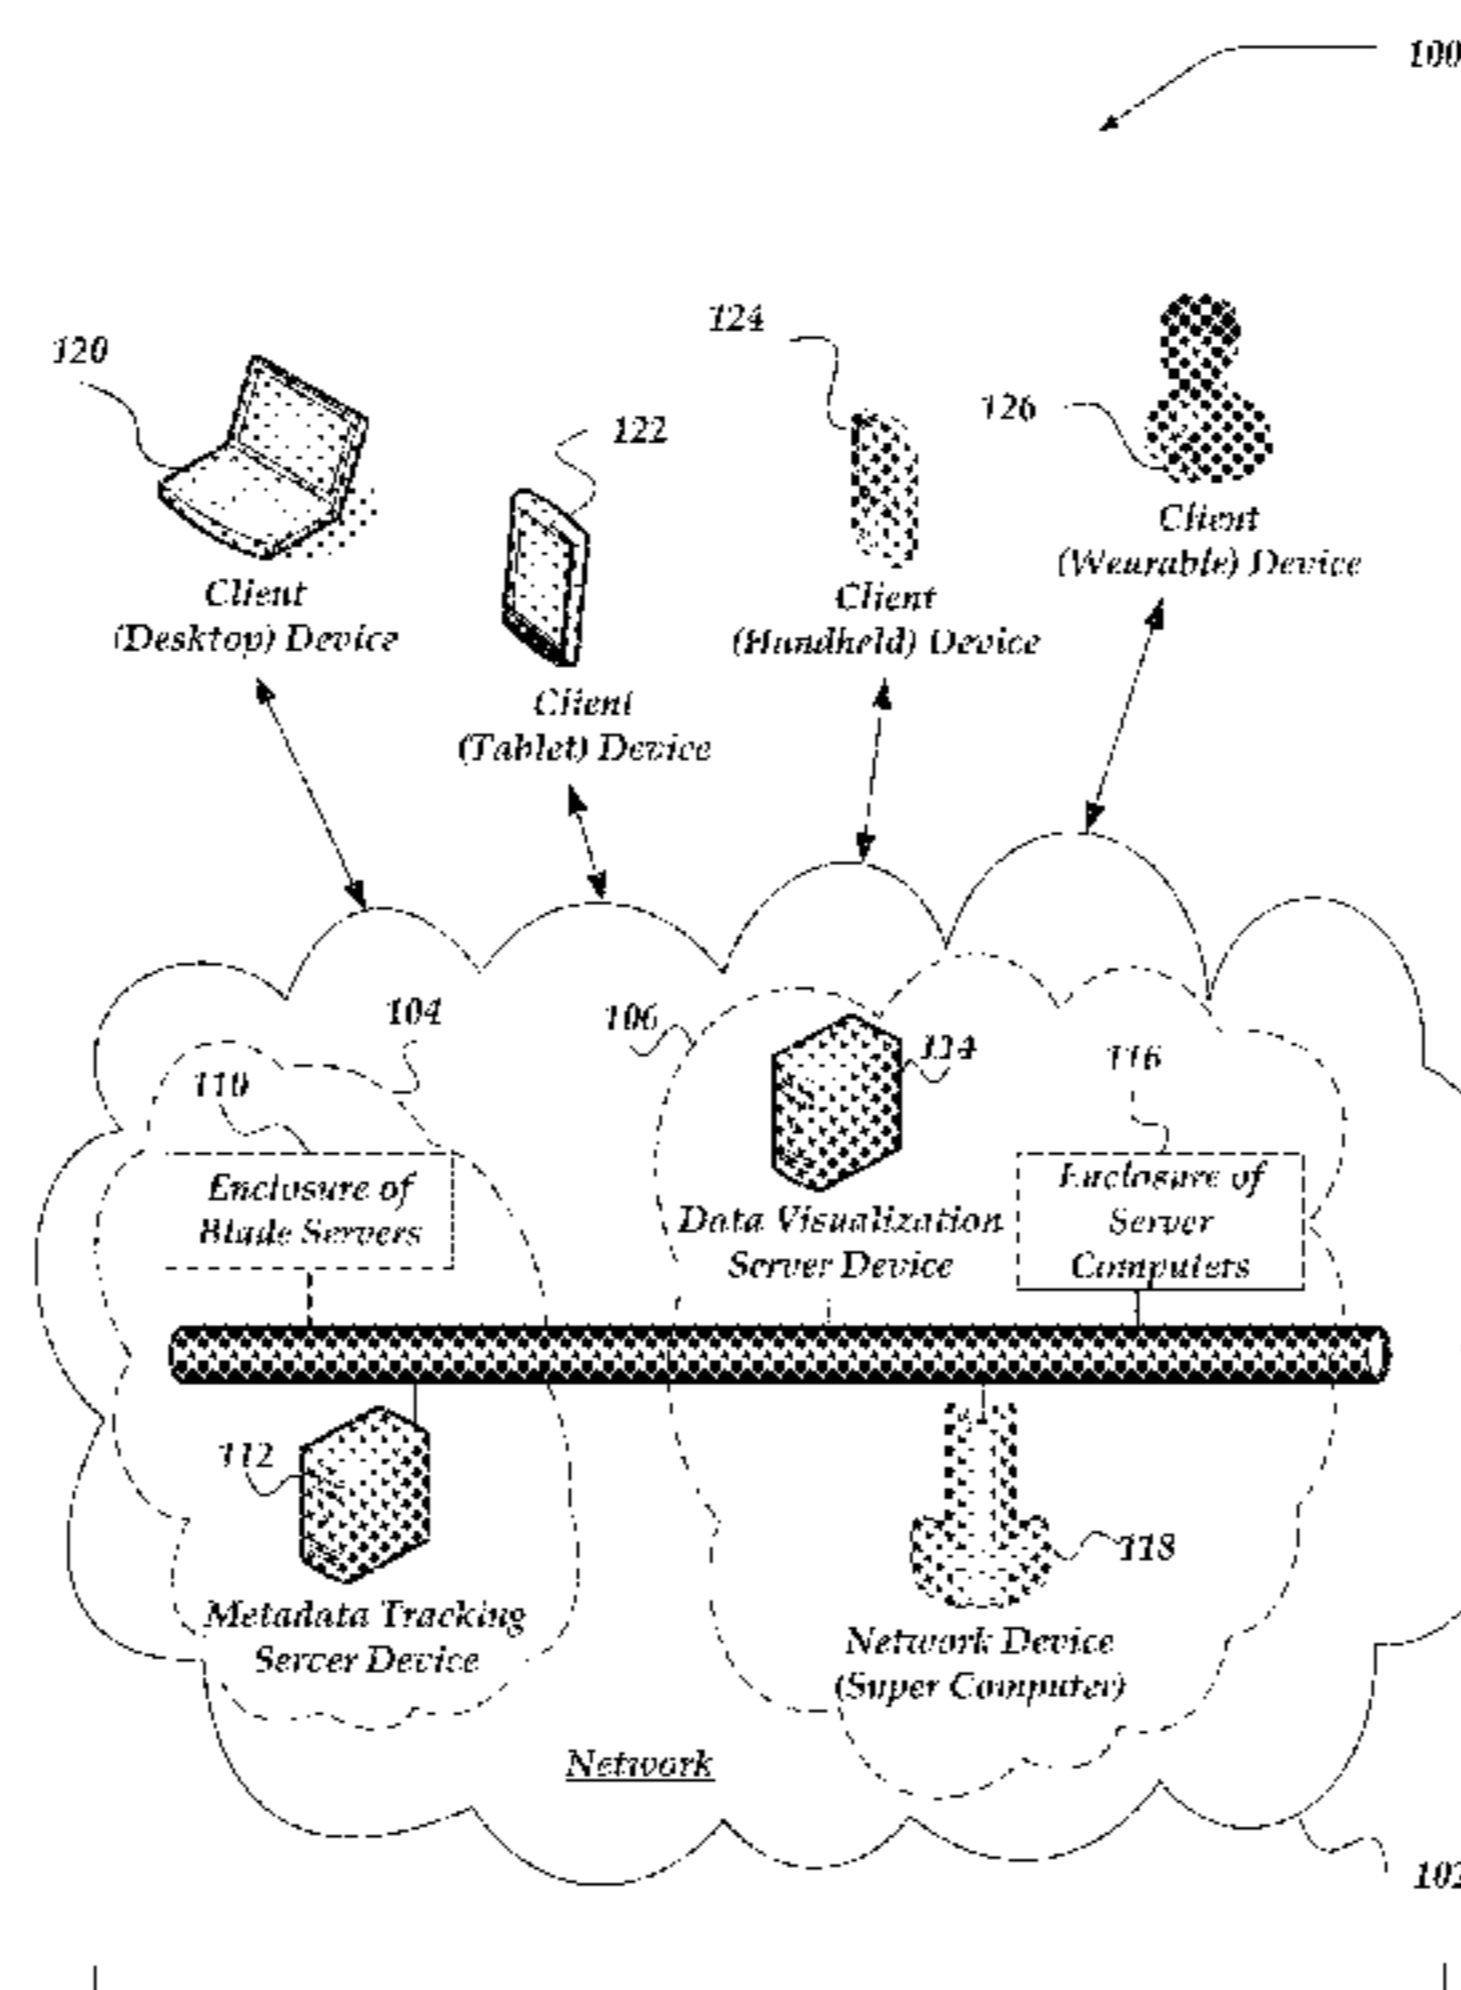 100
124
120
126
122
Client
(Wearable) Device
Client
(Desktop) Device
Client
(Handheld) Device
Client
(Tablet) Device
104
106
114
116
110
Enclosure of
Blade Servers
Enclosure of
Server
Computers
Data Visualization
Server Device
112
118
Metadata Tracking
Server Device
Network Device
(Super Computer)
Network
102